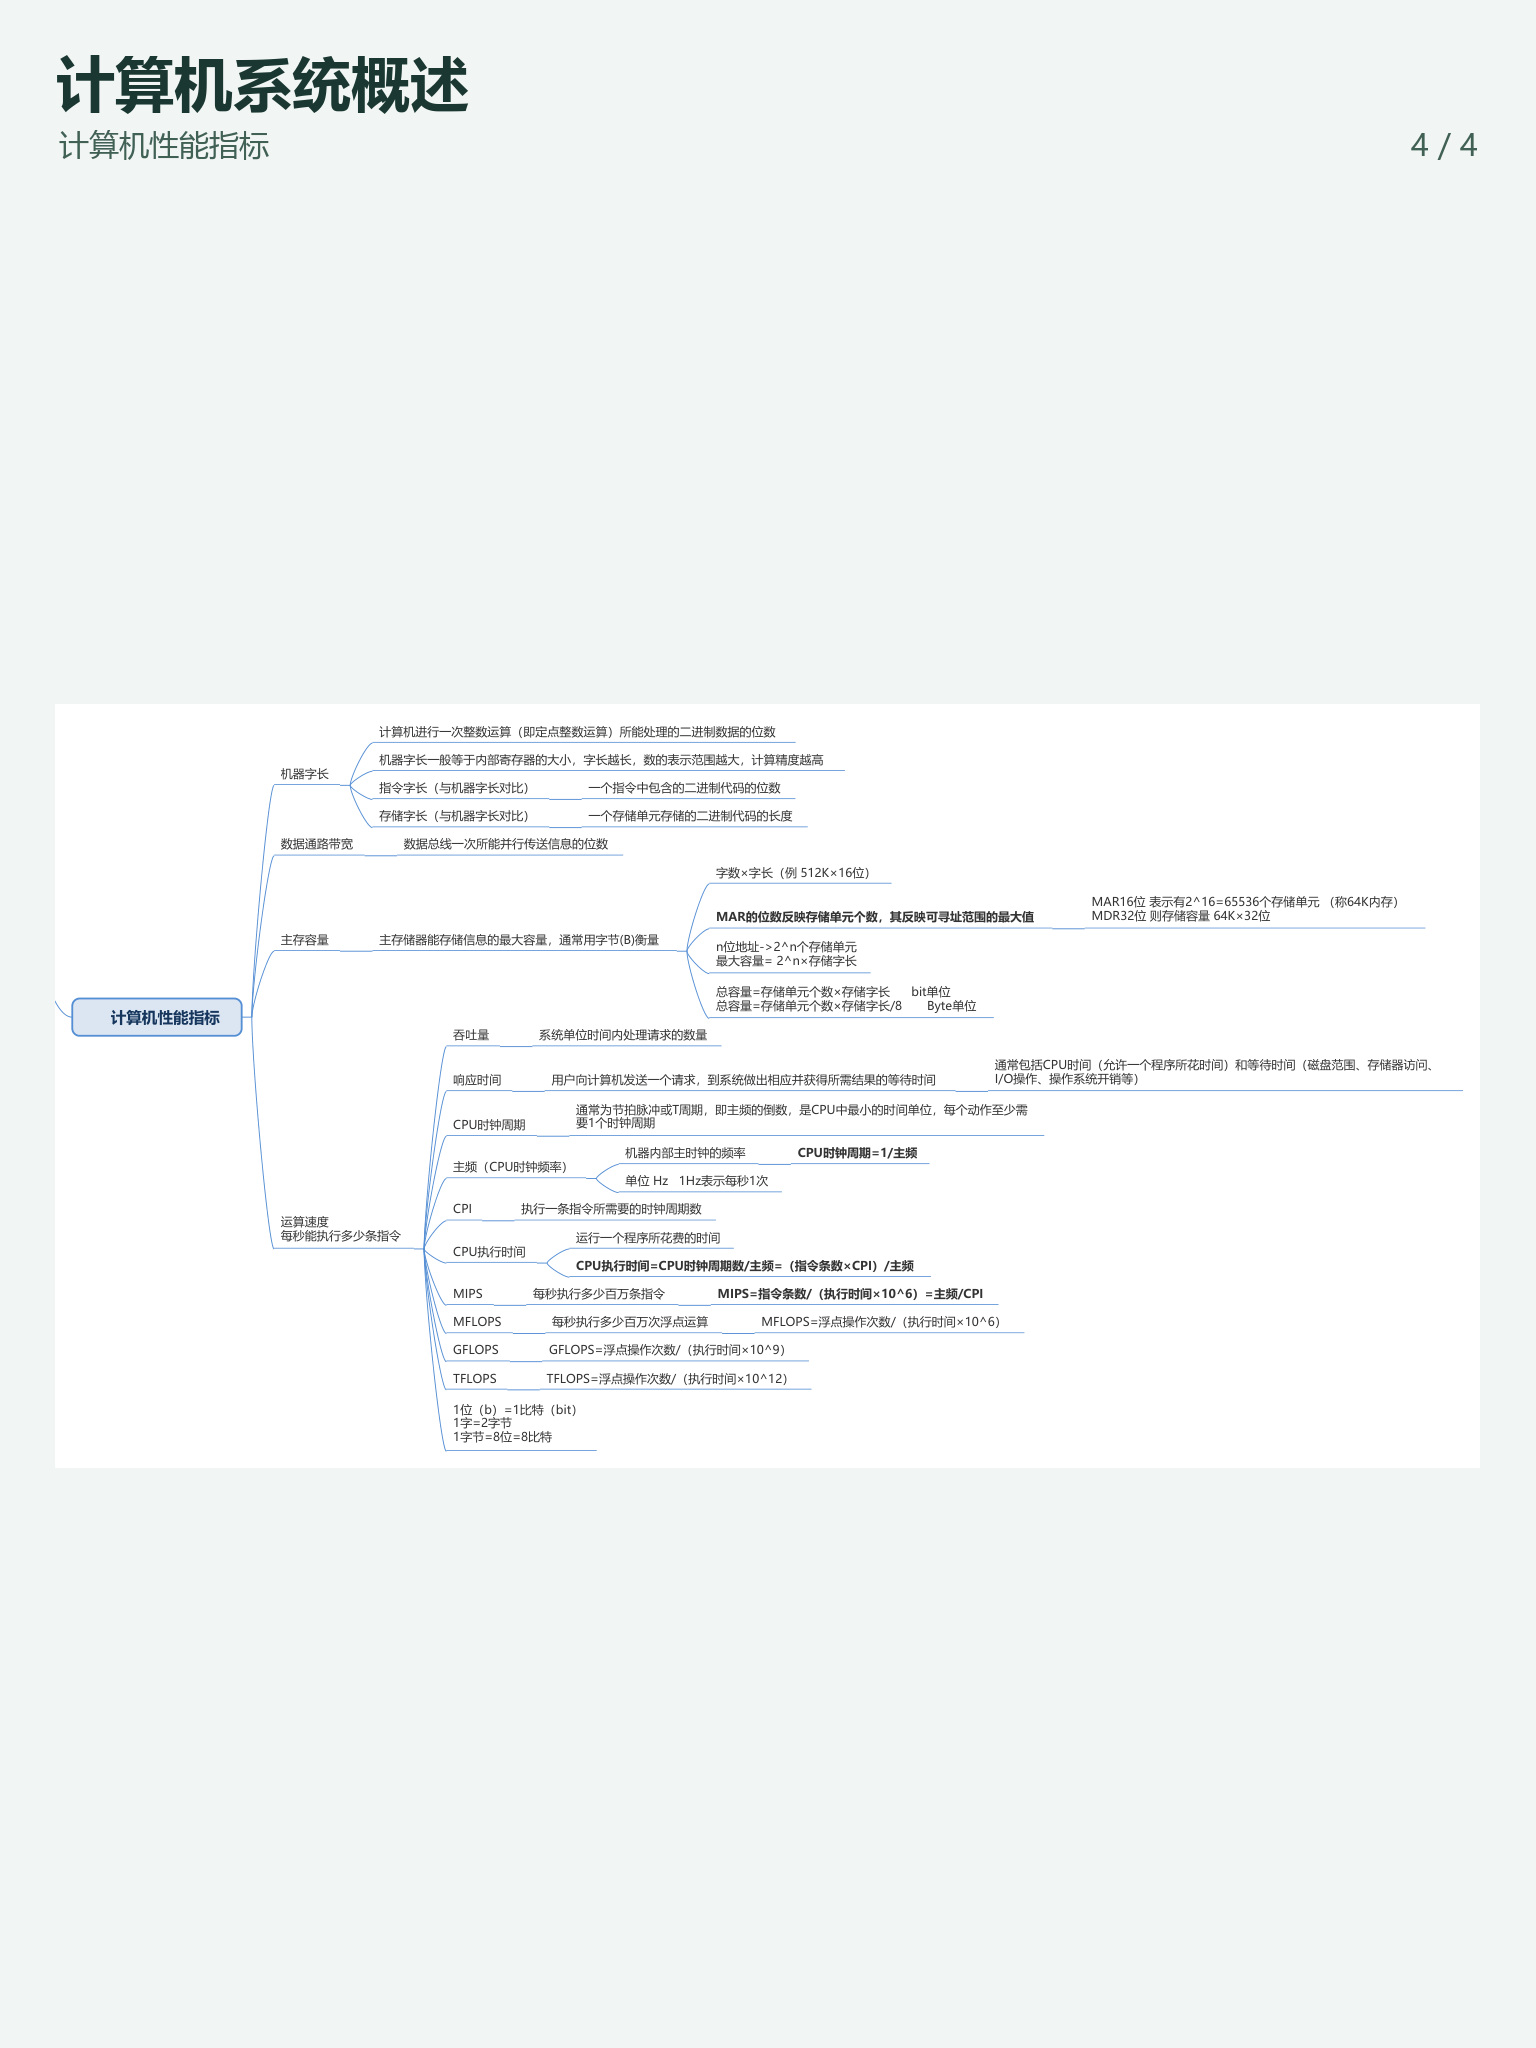 计算机系统概述
计算机性能指标
4 / 4
计算机性能指标
机器字长
计算机进行一次整数运算（即定点整数运算）所能处理的二进制数据的位数
机器字长一般等于内部寄存器的大小，字长越长，数的表示范围越大，计算精度越高
指令字长（与机器字长对比）
一个指令中包含的二进制代码的位数
存储字长（与机器字长对比）
一个存储单元存储的二进制代码的长度
数据通路带宽
数据总线一次所能并行传送信息的位数
主存容量
主存储器能存储信息的最大容量，通常用字节(B)衡量
字数×字长（例 512K×16位）
MAR的位数反映存储单元个数，其反映可寻址范围的最大值
MAR16位 表示有2^16=65536个存储单元 （称64K内存）
MDR32位 则存储容量 64K×32位
n位地址->2^n个存储单元
最大容量= 2^n×存储字长
总容量=存储单元个数×存储字长 bit单位
总容量=存储单元个数×存储字长/8 Byte单位
运算速度
每秒能执行多少条指令
吞吐量
系统单位时间内处理请求的数量
响应时间
用户向计算机发送一个请求，到系统做出相应并获得所需结果的等待时间
通常包括CPU时间（允许一个程序所花时间）和等待时间（磁盘范围、存储器访问、
I/O操作、操作系统开销等）
CPU时钟周期
通常为节拍脉冲或T周期，即主频的倒数，是CPU中最小的时间单位，每个动作至少需
要1个时钟周期
主频（CPU时钟频率）
机器内部主时钟的频率
CPU时钟周期=1/主频
单位 Hz 1Hz表示每秒1次
CPI
执行一条指令所需要的时钟周期数
CPU执行时间
运行一个程序所花费的时间
CPU执行时间=CPU时钟周期数/主频=（指令条数×CPI）/主频
MIPS
每秒执行多少百万条指令
MIPS=指令条数/（执行时间×10^6）=主频/CPI
MFLOPS
每秒执行多少百万次浮点运算
MFLOPS=浮点操作次数/（执行时间×10^6）
GFLOPS
GFLOPS=浮点操作次数/（执行时间×10^9）
TFLOPS
TFLOPS=浮点操作次数/（执行时间×10^12）
1位（b）=1比特（bit）
1字=2字节
1字节=8位=8比特